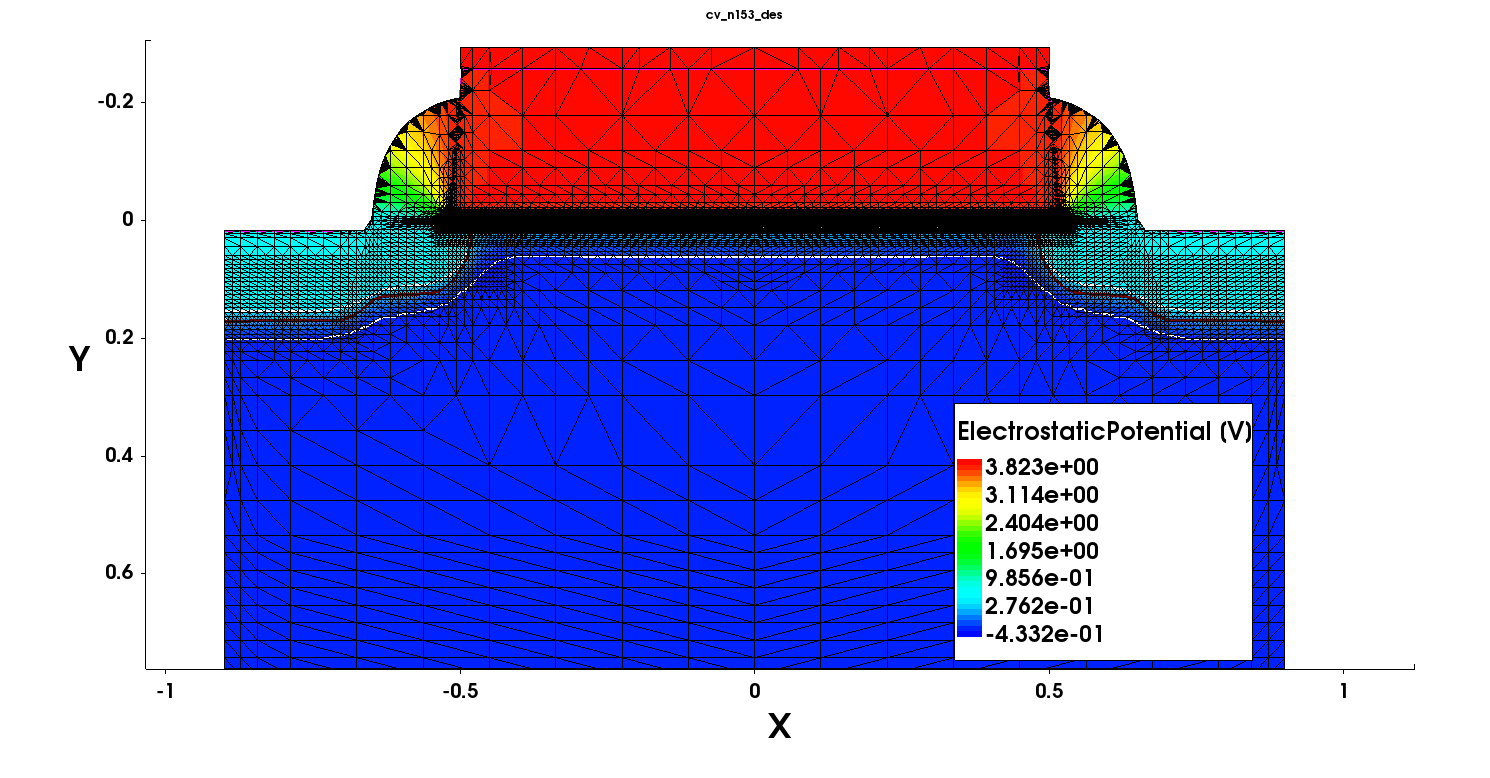 cv_n153_des
-0.2
0
0.2
Y
0.4
0.6
ElectrostaticPotential (V)
3.823e+00
3.114e+00
2.404e+00
1.695e+00
9.856e-01
2.762e-01
-4.332e-01
-1 -0.5 0 0.5 1
X